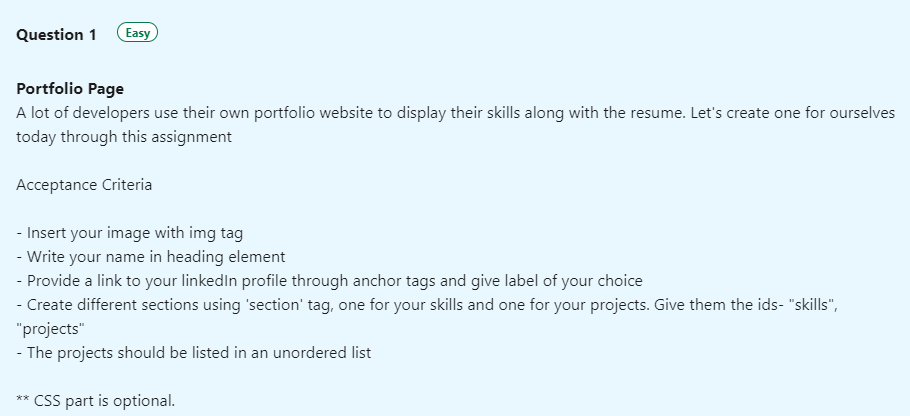 Question 1 Easy
Portfolio Page
A lot of developers use their own portfolio website to display their skills along with the resume. Let's create one for ourselves
today through this assignment
Acceptance Criteria
- Insert your image with img tag
- Write your name in heading element
- Provide a link to your linkedIn profile through anchor tags and give label of your choice
- Create different sections using 'section' tag, one for your skills and one for your projects. Give them the ids- "skills",
"projects"
- The projects should be listed in an unordered list
** CSS part is optional.